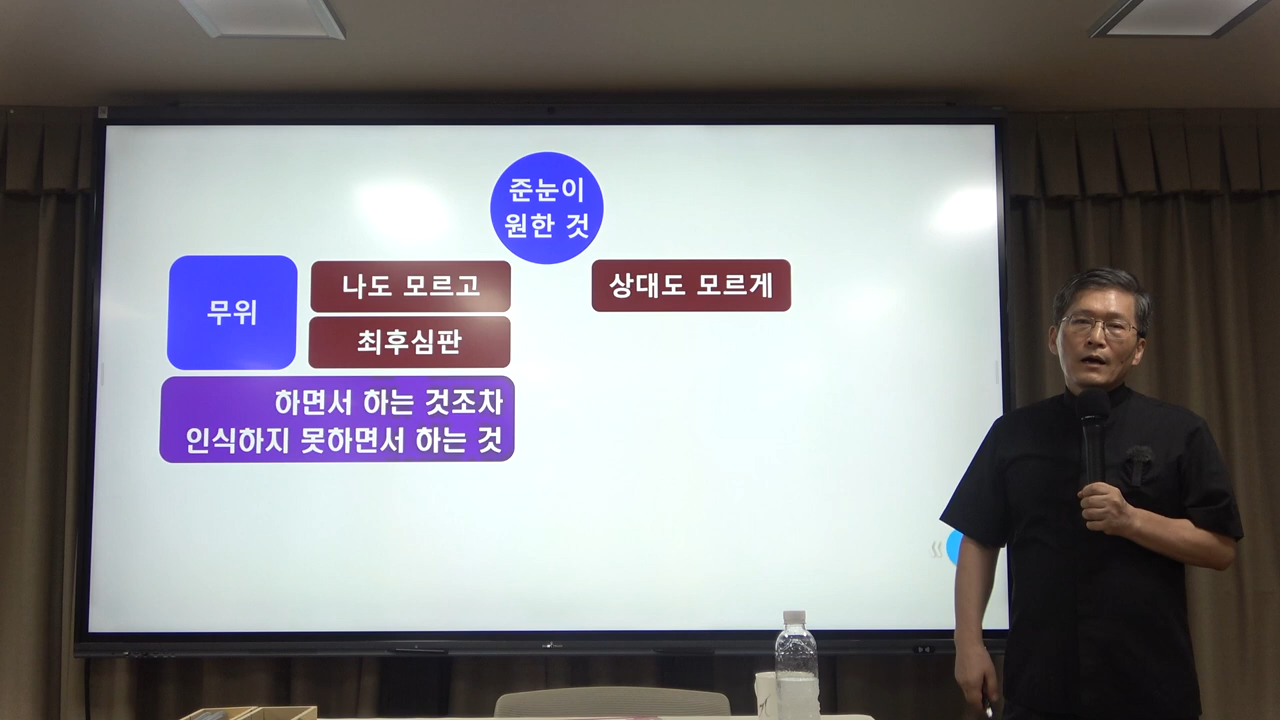 준눈이
원한 것
무위
나도 모르고
상대도 모르게
최후심판
하면서 하는 것조차
인식하지 못하면서 하는 것